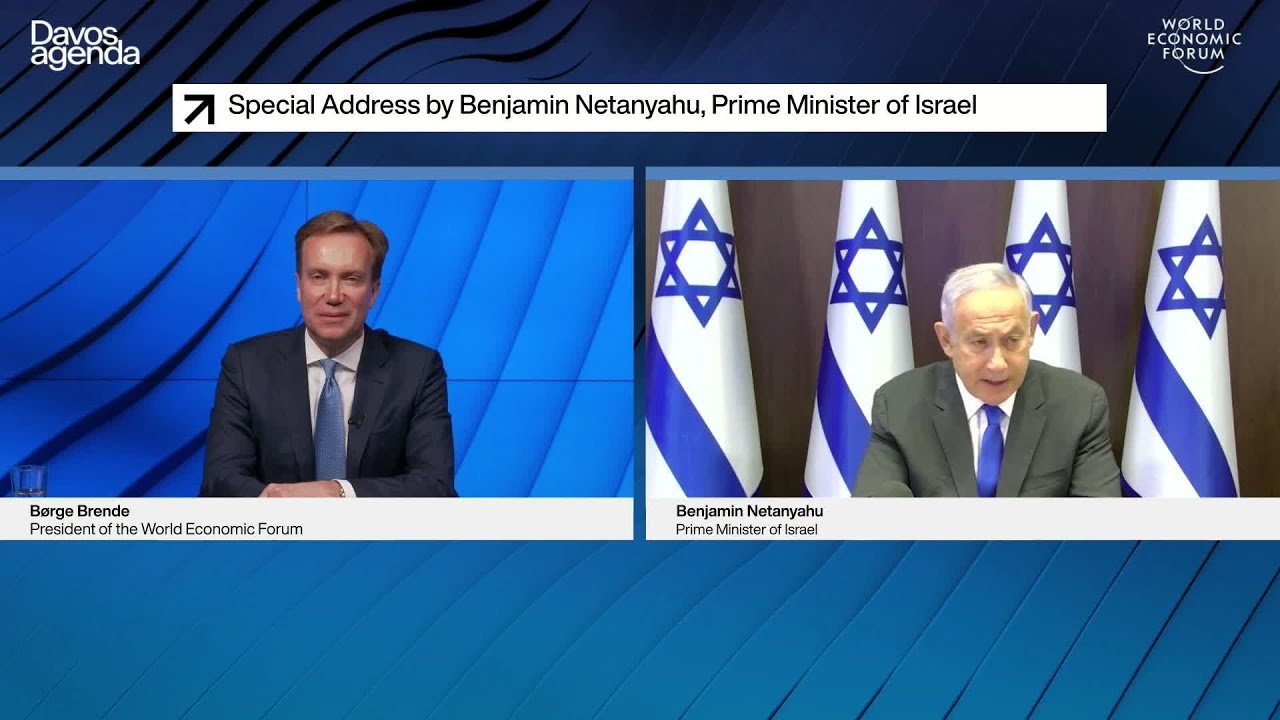 Davos
agenda
WORLD
ECONOMIC
FORUM
Special Address by Benjamin Netanyahu, Prime Minister of Israel
Børge Brende
President of the World Economic Forum
Benjamin Netanyahu
Prime Minister of Israel